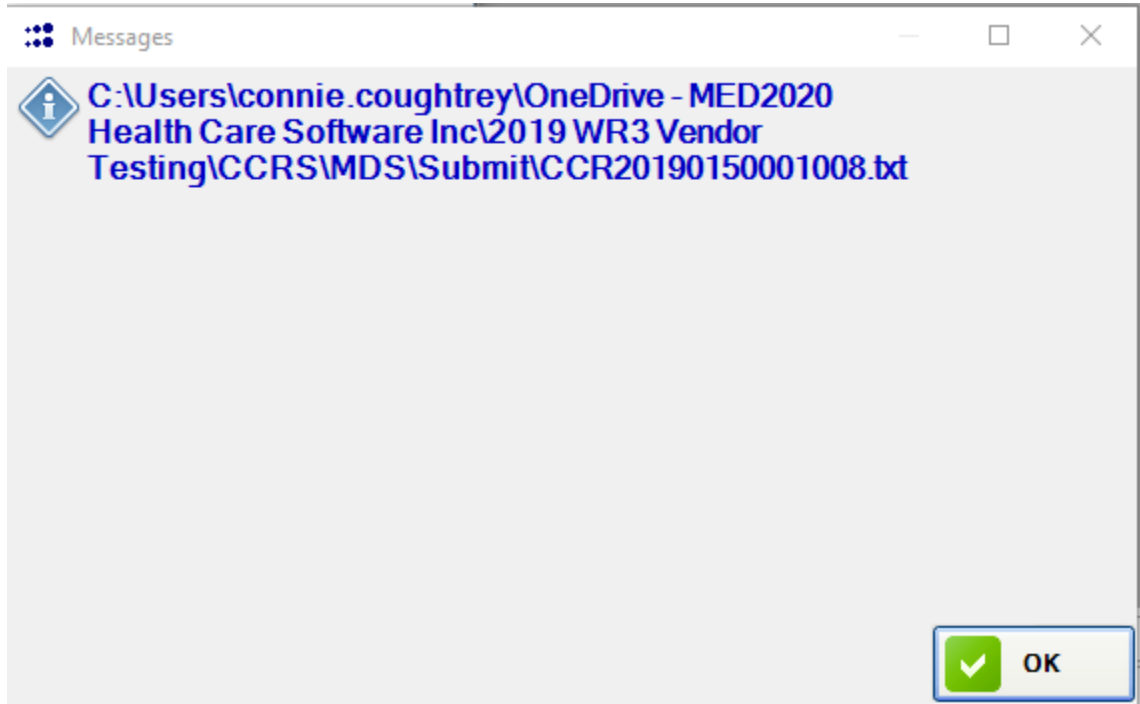 Messages
C:\Users\connie.coughtrey\OneDrive - MED2020
Health Care Software Inc\2019 WR3 Vendor
Testing\CCRS\MDS\Submit\CCR20190150001008.txt
OK